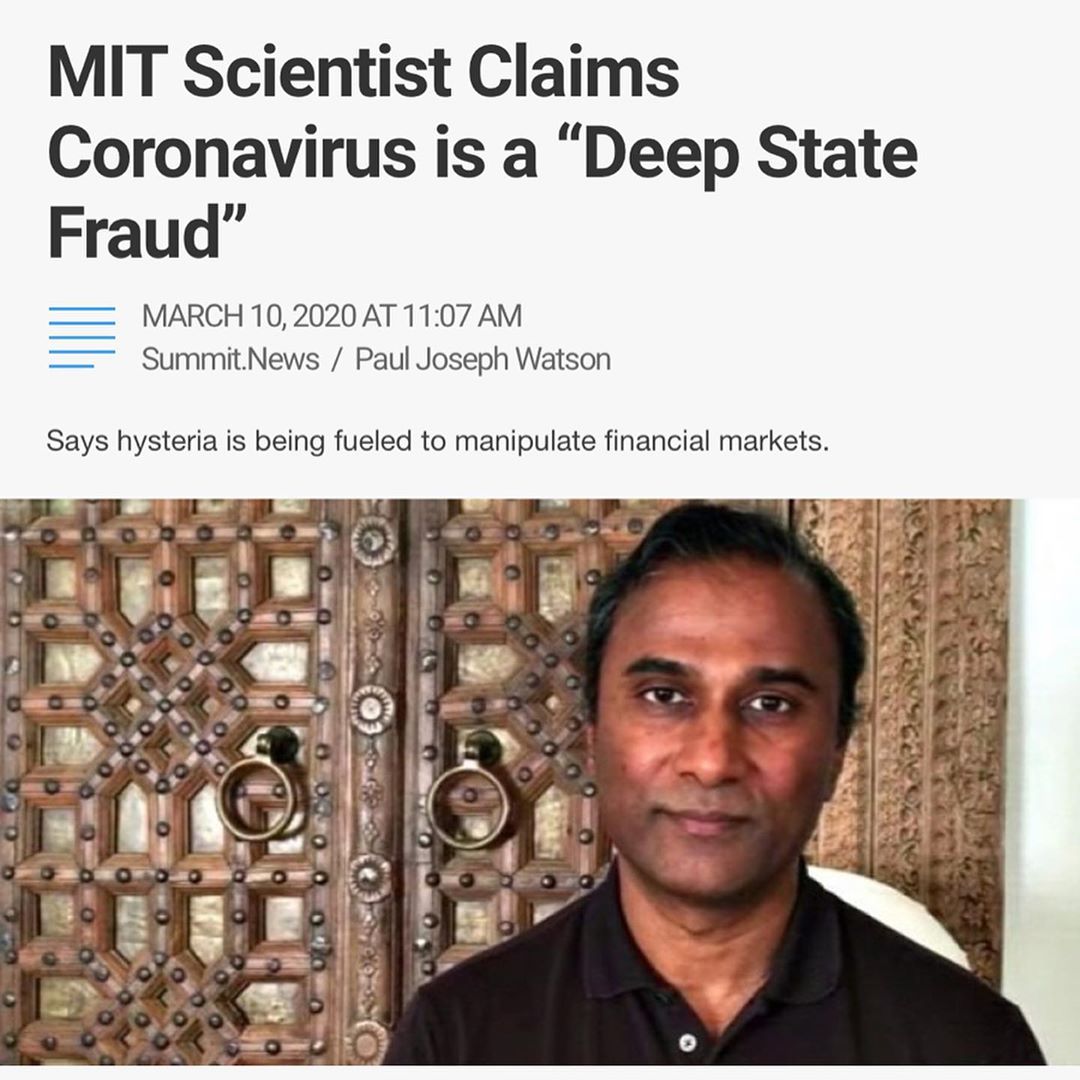 MIT Scientist Claims
Coronavirus is a “Deep State
Fraud”
MARCH 10, 2020 AT 11:07 AM
Summit.News / Paul Joseph Watson
Says hysteria is being fueled to manipulate financial markets.